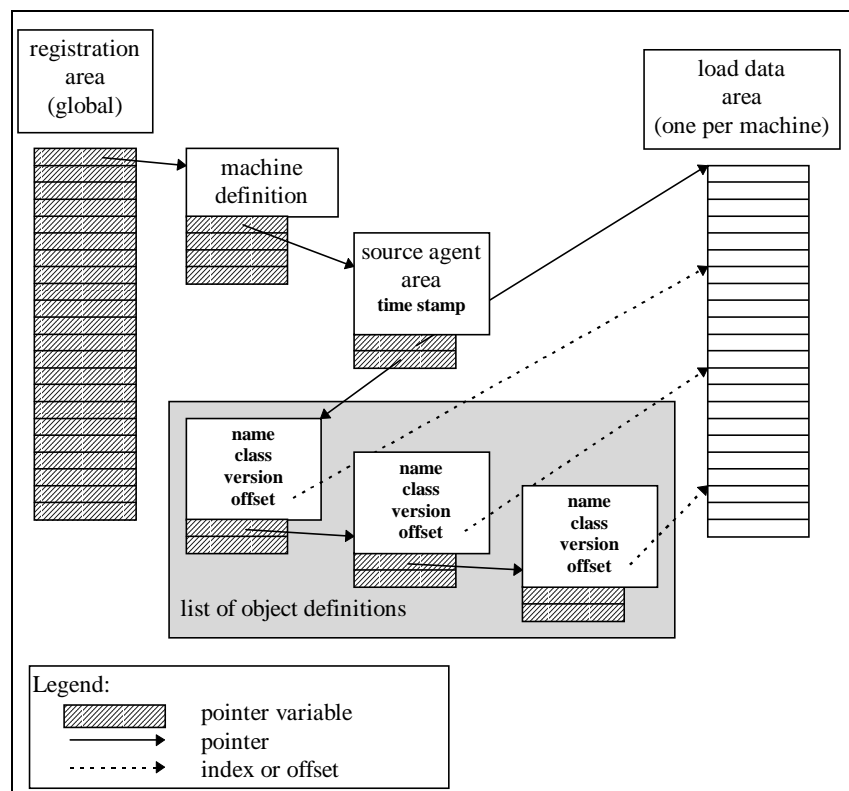 registration
area
(global)
load data
area
(one per machine)
machine
definition
source agent
area
time stamp
name
class
version
offset
name
class
version
offset
name
class
version
offset
list of object definitions
Legend:
pointer variable
pointer
index or offset